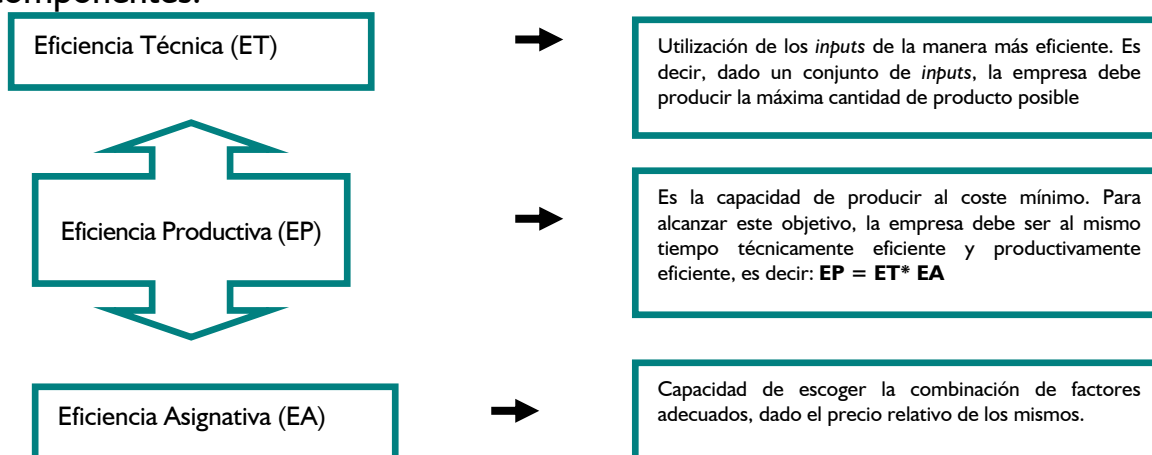 componentes:
Eficiencia Técnica (ET)
Utilización de los inputs de la manera más eficiente. Es
decir, dado un conjunto de inputs, la empresa debe
producir la máxima cantidad de producto posible
Eficiencia Productiva (EP)
Es la capacidad de producir al coste mínimo. Para
alcanzar este objetivo, la empresa debe ser al mismo
tiempo técnicamente eficiente y productivamente
eficiente, es decir: EP = ET* EA
Eficiencia Asignativa (EA)
Capacidad de escoger la combinación de factores
adecuados, dado el precio relativo de los mismos.